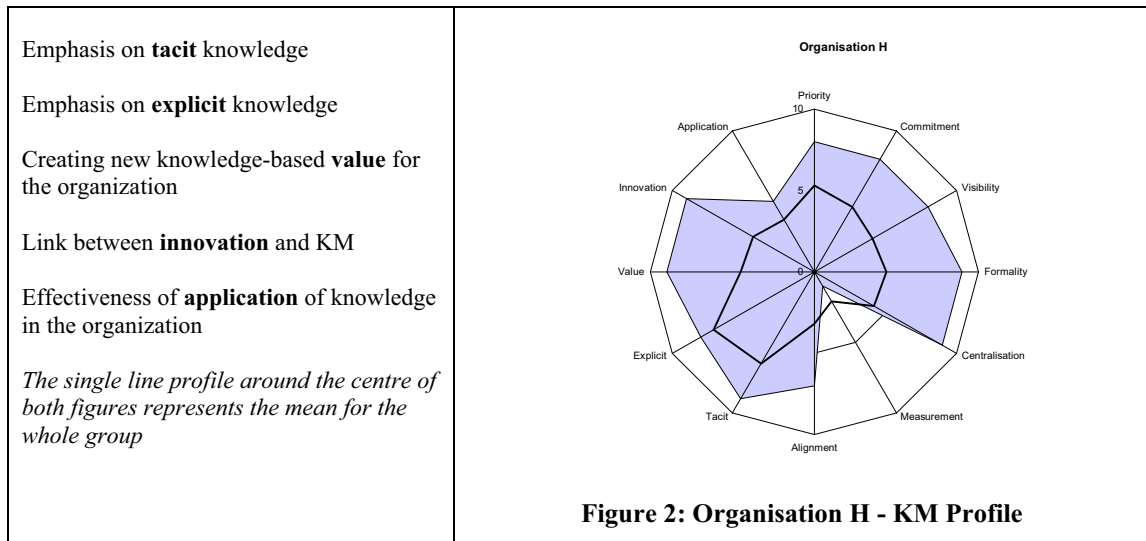 Emphasis on tacit knowledge
Emphasis on explicit knowledge
Creating new knowledge-based value for
the organization
Link between innovation and KM
Effectiveness of application of knowledge
in the organization
The single line profile around the centre of
both figures represents the mean for the
whole group
Organisation H
Priority
10
Application
Commitment
Innovation
5
Visibility
Value
0
Formality
Explicit
Centralisation
Tacit
Measurement
Alignment
Figure 2: Organisation H - KM Profile